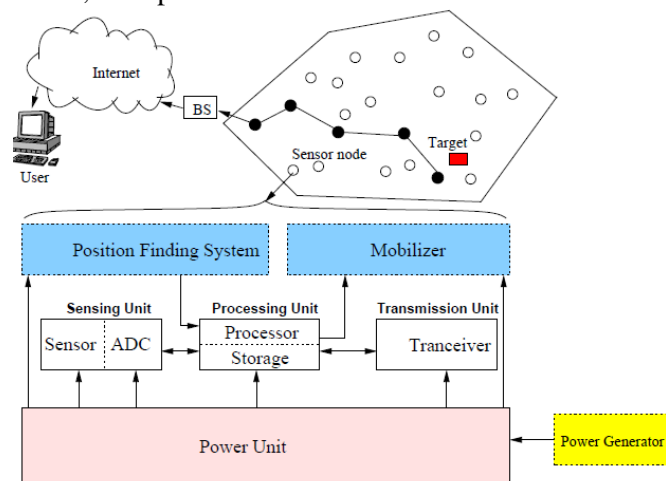 Internet
BS
User
Sensor node
Target
Position Finding System
Mobilizer
Sensing Unit
Processing Unit
Transmission Unit
Sensor
ADC
Processor
Storage
Tranceiver
Power Unit
Power Generator